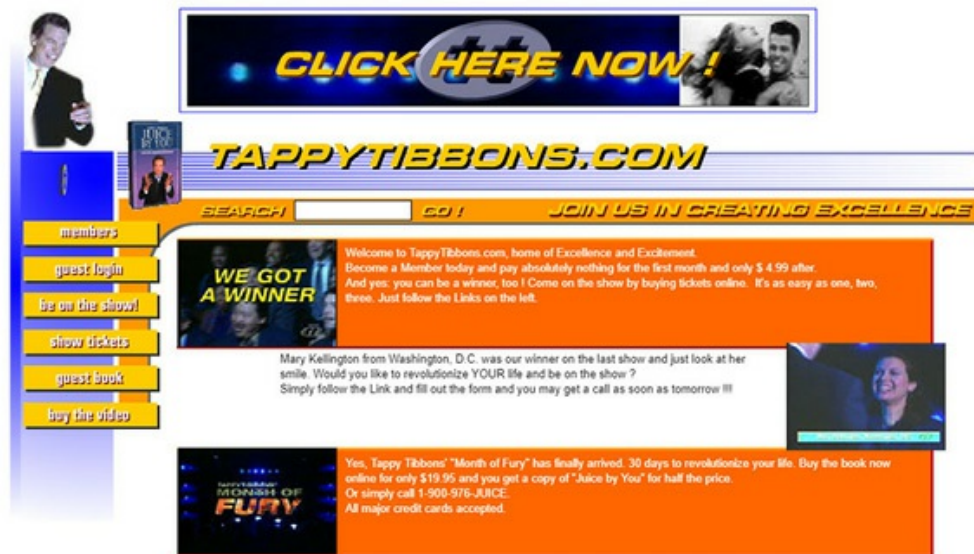 CLICK HERE NOW !
tt
JUICE
BY YOU
TAPPYTIBBONS.COM
SEARCH GO ! JOIN US IN CREATING EXCELLENCE
members
guest login
be on the show!
show tickets
guest book
buy the video
WE GOT
A WINNER
Welcome to TappyTibbons.com, home of Excellence and Excitement.
Become a Member today and pay absolutely nothing for the first month and only $ 4.99 after.
And yes: you can be a winner, too ! Come on the show by buying tickets online. It's as easy as one, two,
three. Just follow the Links on the left.
Mary Kellington from Washington, D.C. was our winner on the last show and just look at her
smile. Would you like to revolutionize YOUR life and be on the show ?
Simply follow the Link and fill out the form and you may get a call as soon as tomorrow !!!!
MONTH OF
FURY
Yes, Tappy Tibbons' "Month of Fury" has finally arrived. 30 days to revolutionize your life. Buy the book now
online for only $19.95 and you get a copy of "Juice by You" for half the price.
Or simply call 1-900-976-JUICE.
All major credit cards accepted.